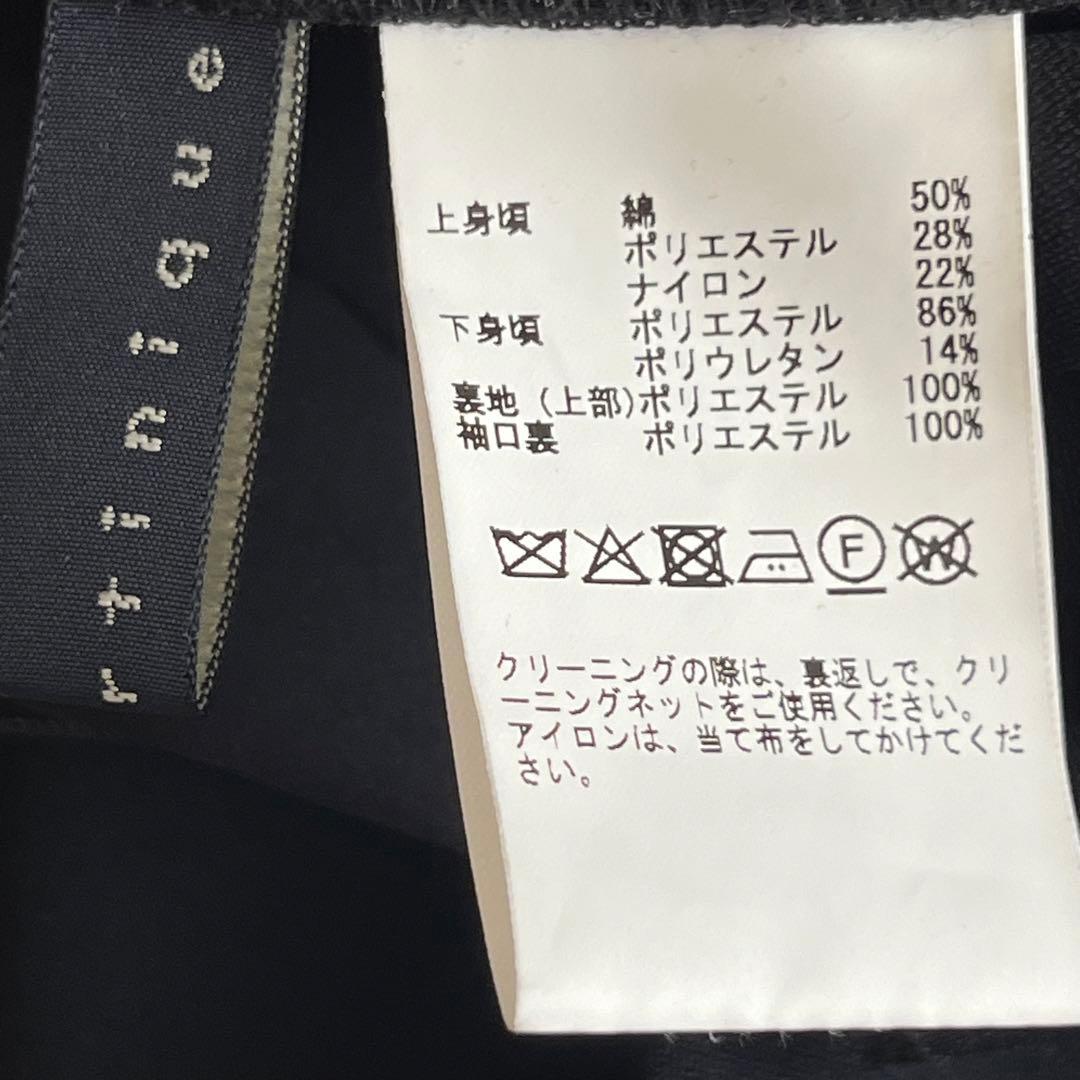 rtinique
上身頃 綿 50%
ポリエステル 28%
ナイロン 22%
下身頃 ポリエステル 86%
ポリウレタン 14%
裏地 (上部)ポリエステル 100%
袖口裏 ポリエステル 100%
F W
クリーニングの際は、裏返しで、クリ
ーニングネットをご使用ください。
アイロンは、当て布をしてかけてくだ
さい。